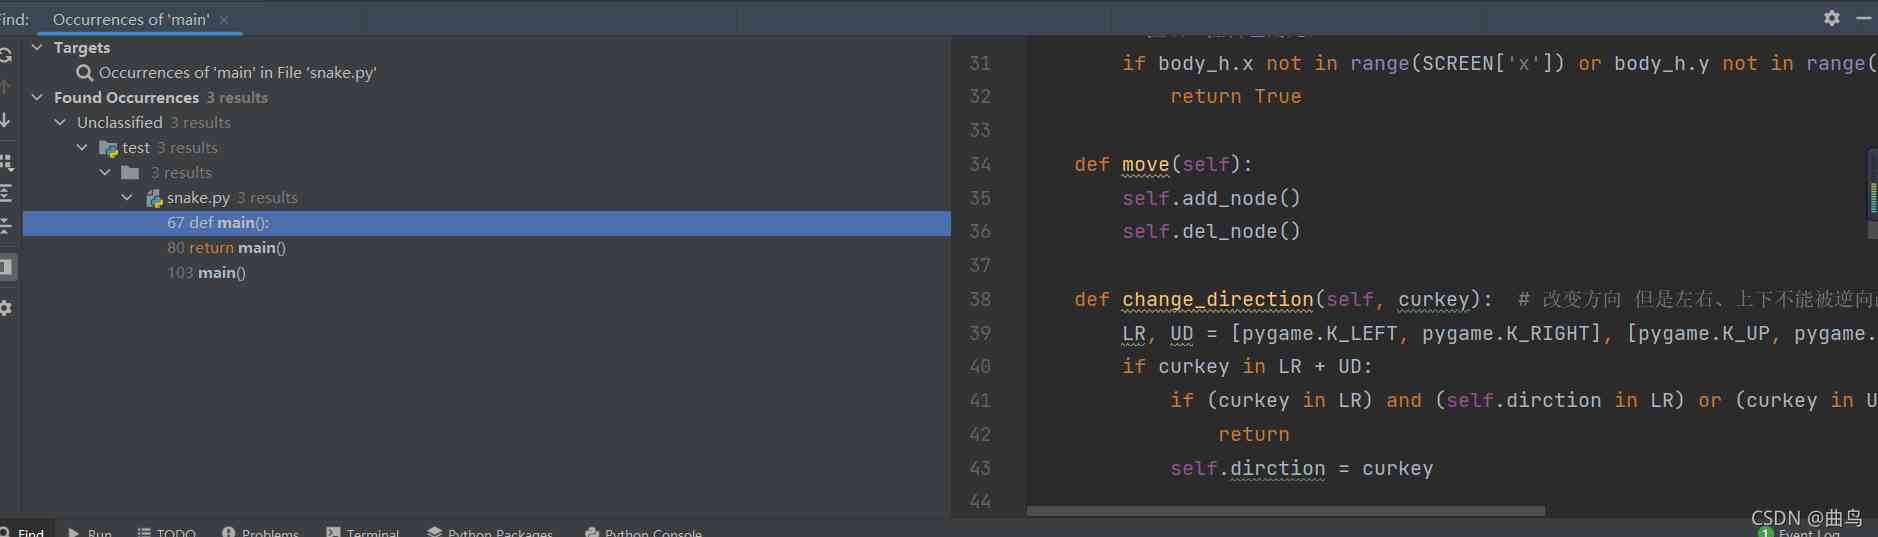 Find: Occurrences of 'main' ×
Targets
Occurrences of 'main' in File 'snake.py'
Found Occurrences 3 results
Unclassified 3 results
test 3 results
3 results
snake.py 3 results
67 def main():
80 return main()
103 main()
31 if body_h.x not in range(SCREEN['x']) or body_h.y not in range(
32 return True
33
34 def move(self):
35 self.add_node()
36 self.del_node()
37
38 def change_direction(self, curkey): # 改变方向 但是左右、上下不能被逆向
39 LR, UD = [pygame.K_LEFT, pygame.K_RIGHT], [pygame.K_UP, pygame.
40 if curkey in LR + UD:
41 if (curkey in LR) and (self.dirction in LR) or (curkey in U
42 return
43 self.dirction = curkey
44
Find Run TODO Problems Terminal Python Packages Python Console 1 Event Log
CSDN @曲鸟